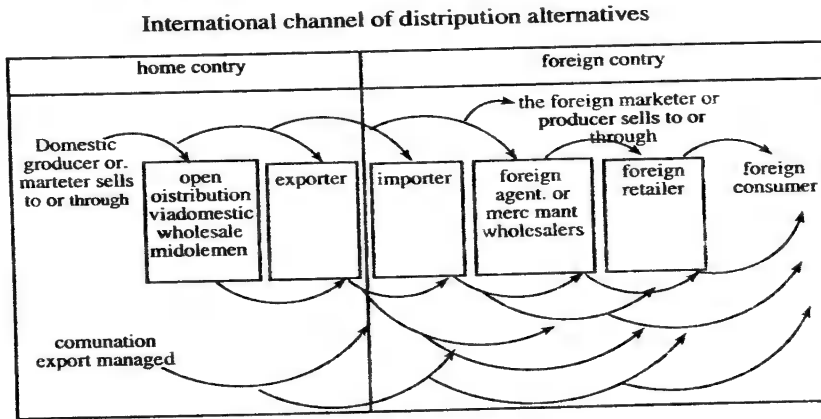 International channel of distripution alternatives
home contry
foreign contry
the foreign marketer or
producer sells to or
through
Domestic
groducer or.
marteter sells
to or through
open
oistribution
viadomestic
wholesale
midolemen
exporter
importer
foreign
agent. or
merc mant
wholesalers
foreign
retailer
foreign
consumer
comunation
export managed